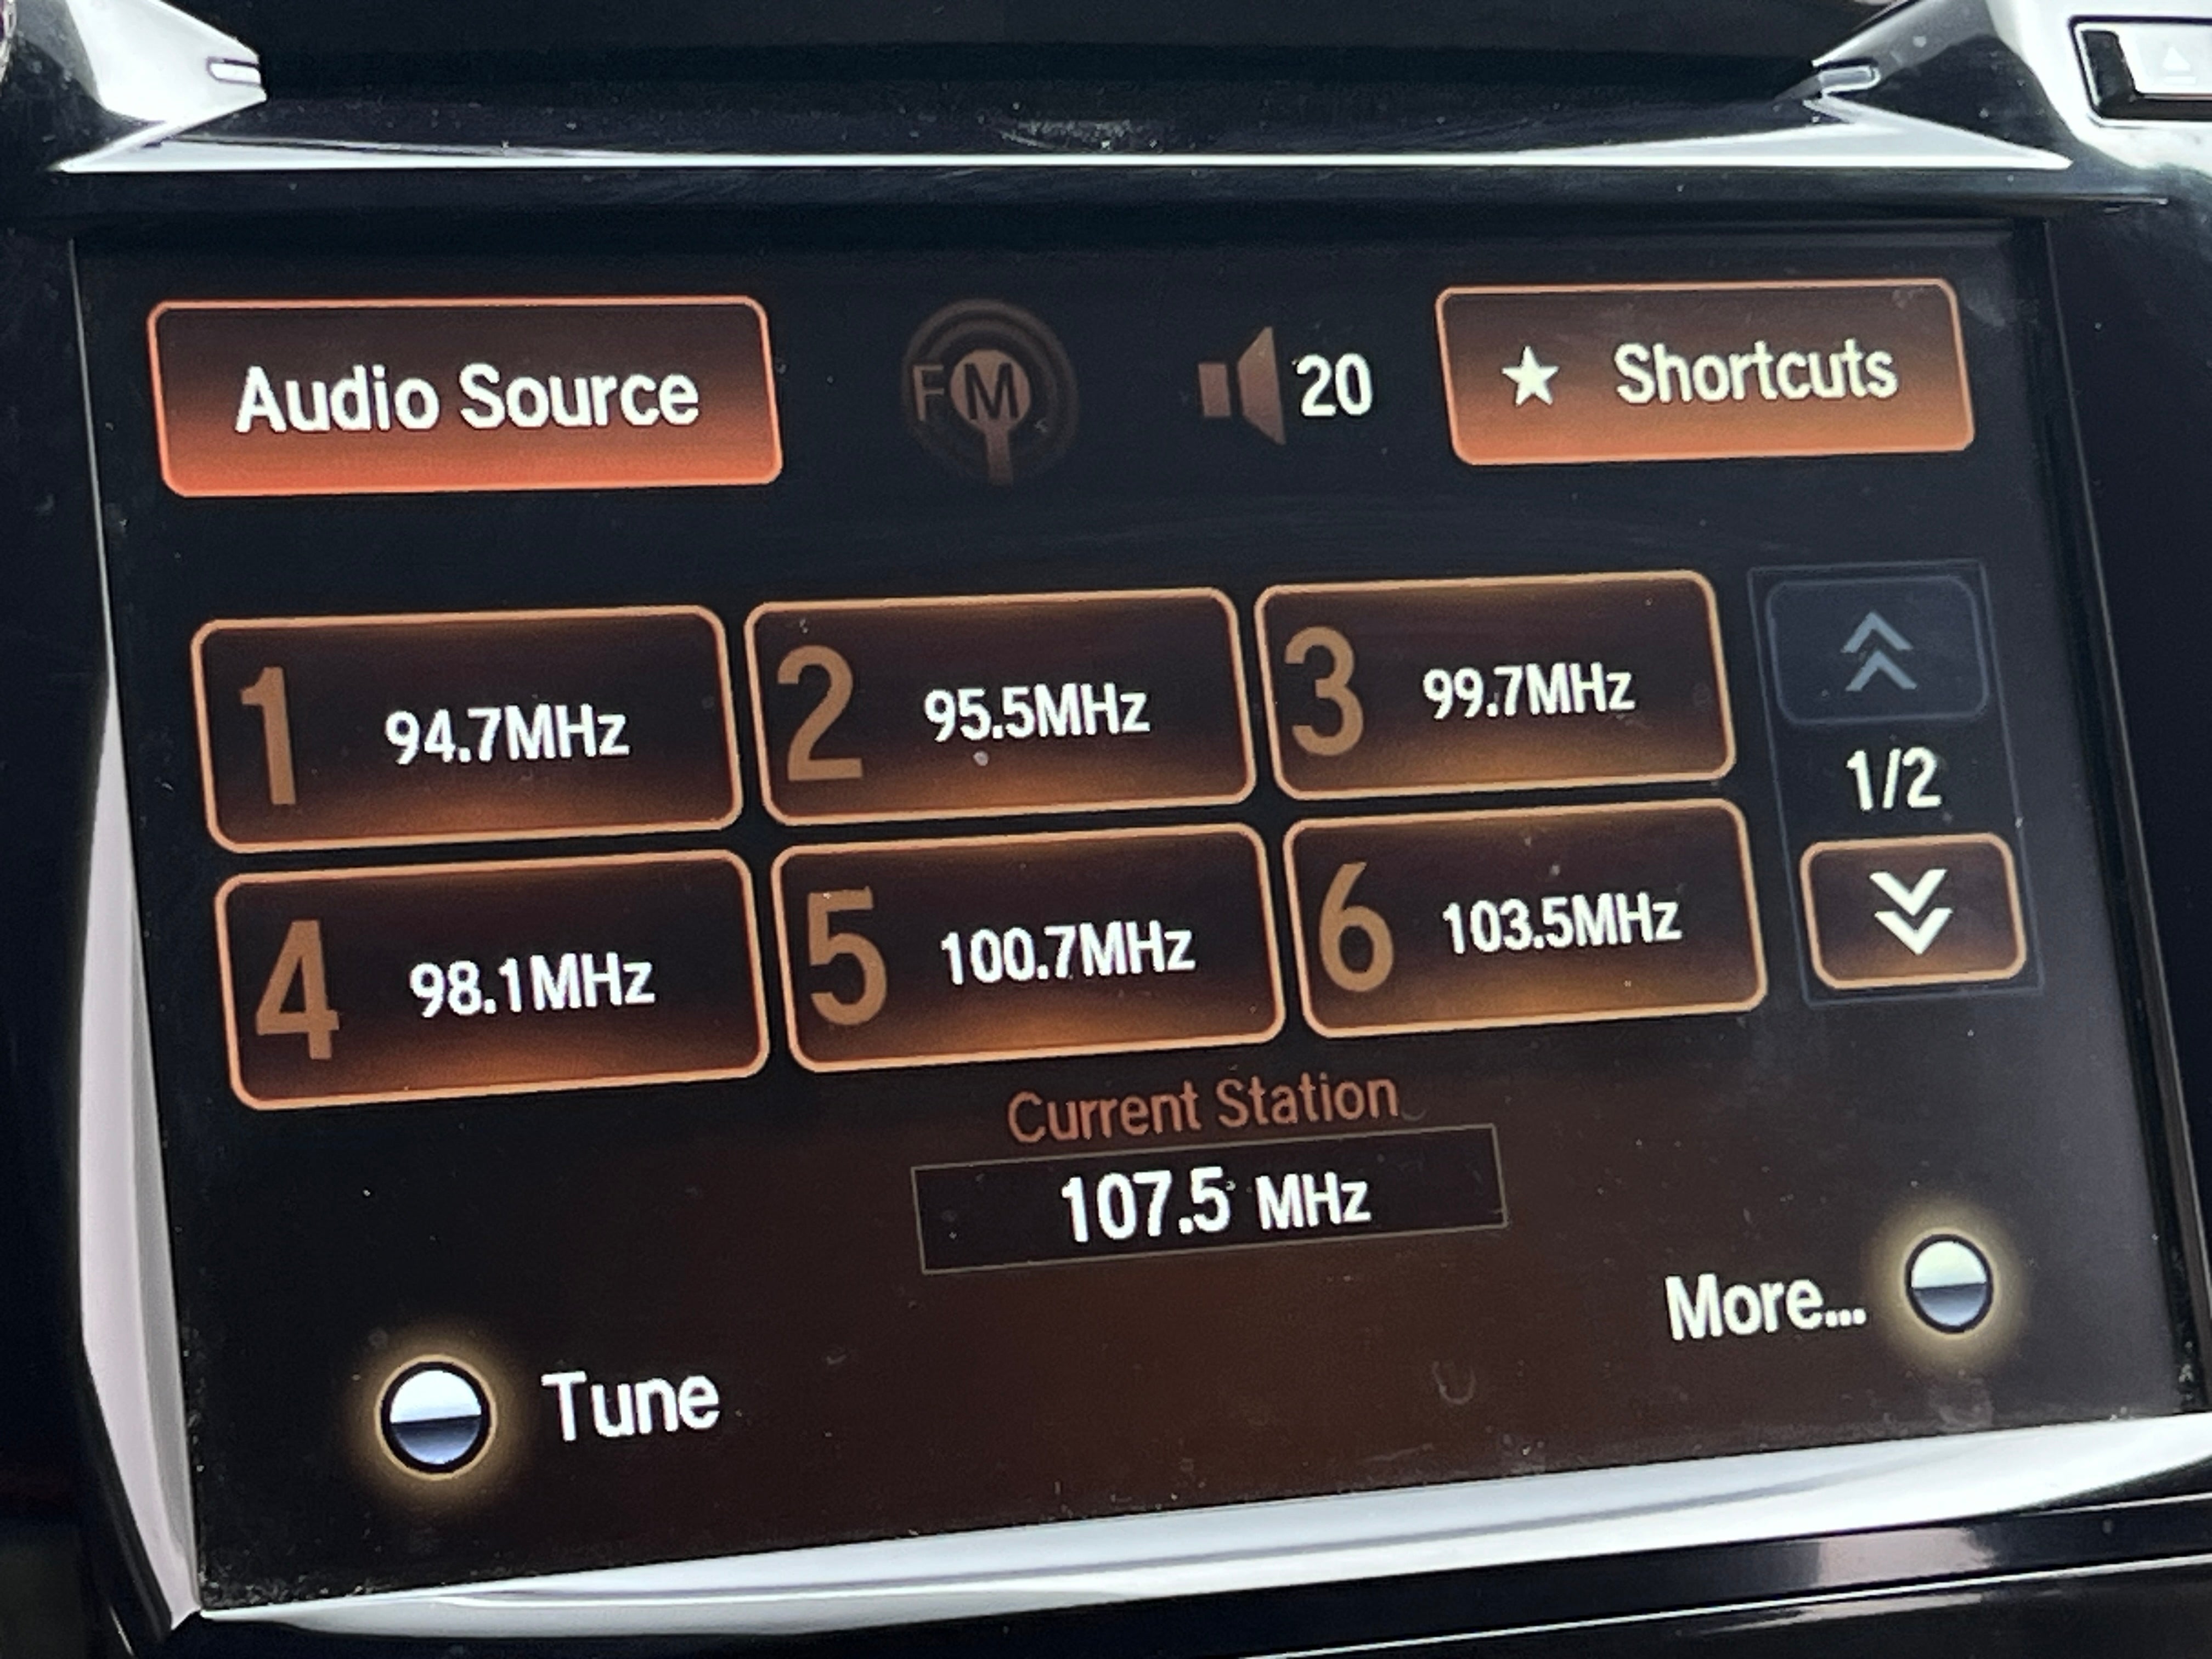 Audio Source
FM
20
★ Shortcuts
1 94.7MHz
2 95.5MHz
3 99.7MHz
1/2
4 98.1MHz
5 100.7MHz
6 103.5MHz
Current Station
107.5 MHz
More...
Tune